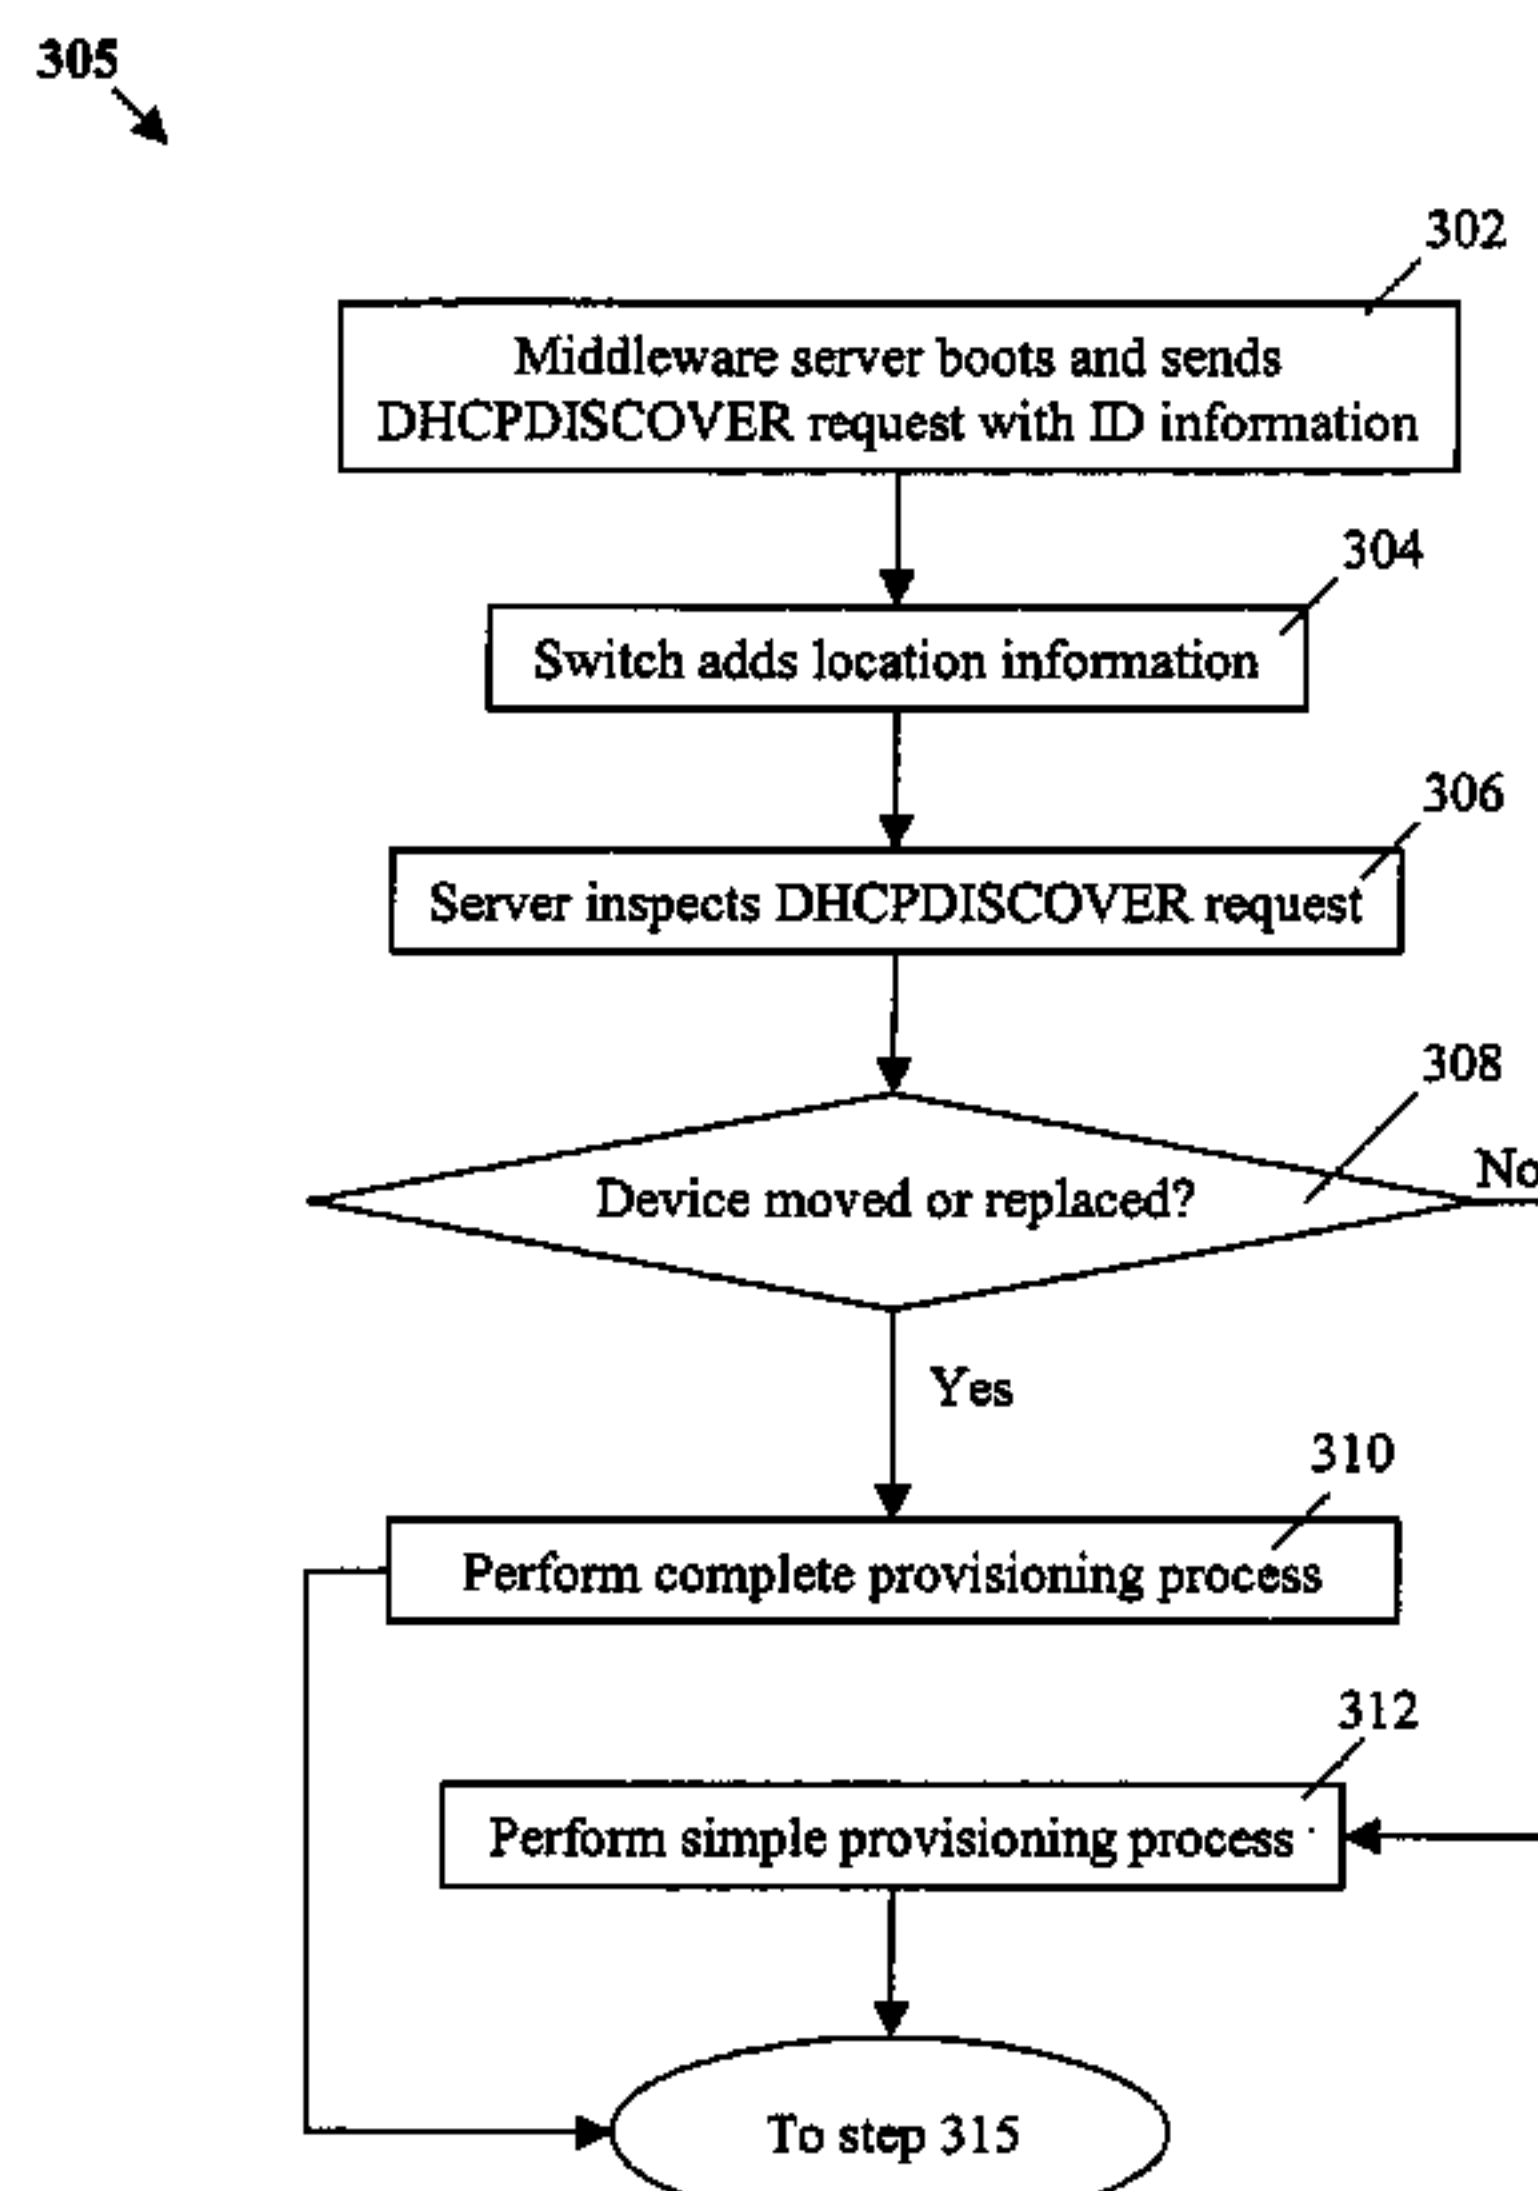 305
302
Middleware server boots and sends
DHCPDISCOVER request with ID information
304
Switch adds location information
306
Server inspects DHCPDISCOVER request
308
Device moved or replaced?
No
Yes
310
Perform complete provisioning process
312
Perform simple provisioning process
To step 315